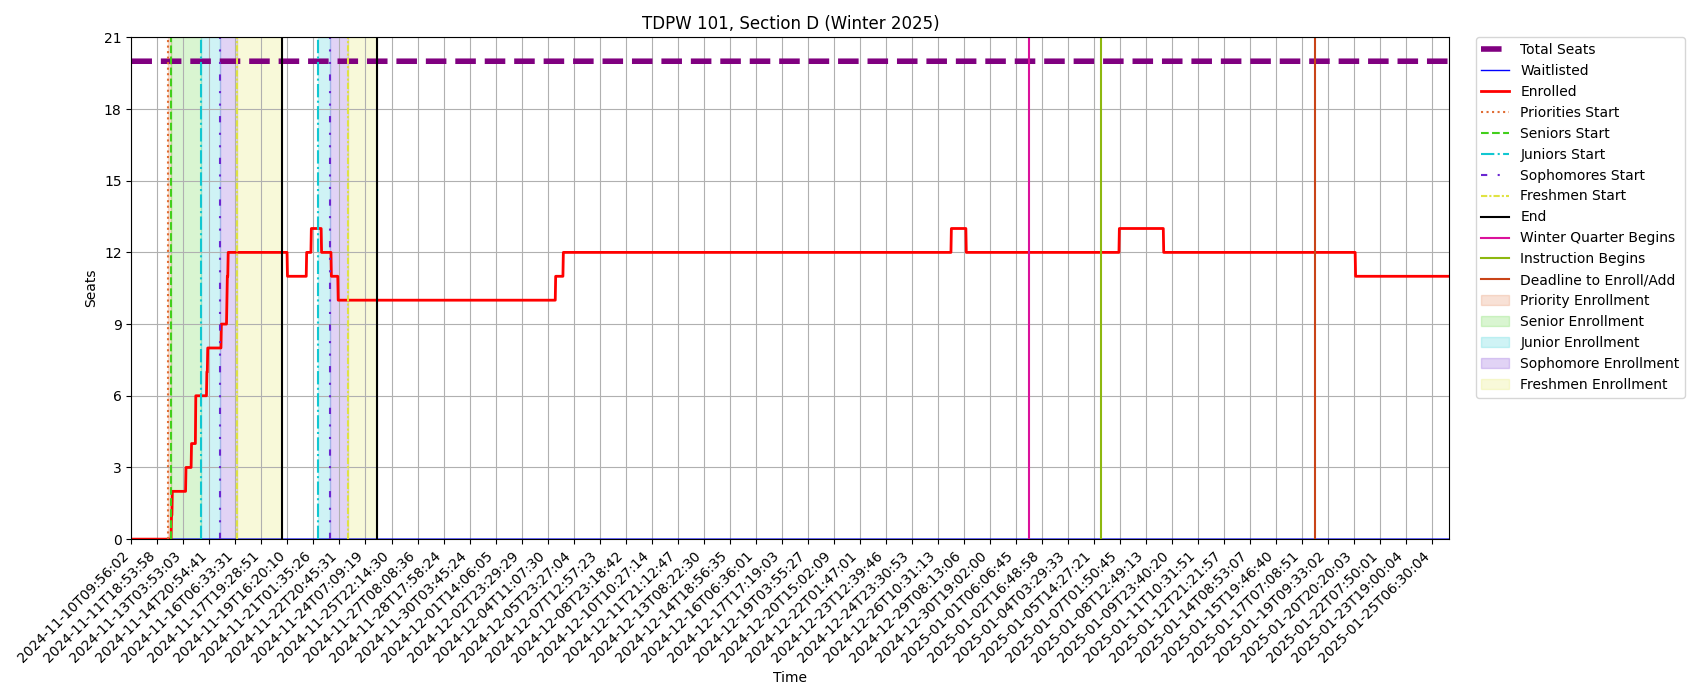 TDPW 101, Section D (Winter 2025)
Seats
21
18
15
12
9
6
3
0
2024-11-10T09:56:02
2024-11-11T18:53:58
2024-11-13T03:53:03
2024-11-14T20:54:41
2024-11-16T06:33:31
2024-11-17T19:28:51
2024-11-19T16:20:10
2024-11-21T01:35:26
2024-11-22T20:45:31
2024-11-24T07:09:19
2024-11-25T22:14:30
2024-11-27T08:08:36
2024-11-28T17:58:24
2024-11-30T03:45:24
2024-12-01T14:06:05
2024-12-02T23:29:29
2024-12-04T11:07:30
2024-12-05T23:27:04
2024-12-07T12:57:23
2024-12-08T23:18:42
2024-12-10T10:27:14
2024-12-11T21:12:47
2024-12-13T08:22:30
2024-12-14T18:56:35
2024-12-16T06:36:01
2024-12-17T17:19:03
2024-12-19T03:55:27
2024-12-20T15:02:09
2024-12-22T01:47:01
2024-12-23T12:39:46
2024-12-24T23:30:53
2024-12-26T10:31:13
2024-12-29T08:13:06
2024-12-30T19:02:00
2025-01-01T06:06:45
2025-01-02T16:48:58
2025-01-04T03:29:33
2025-01-05T14:27:21
2025-01-07T01:50:45
2025-01-08T12:49:13
2025-01-09T23:40:20
2025-01-11T10:31:51
2025-01-12T21:21:57
2025-01-14T08:53:07
2025-01-15T19:46:40
2025-01-17T07:08:51
2025-01-19T09:33:02
2025-01-20T20:20:03
2025-01-22T07:50:01
2025-01-23T19:00:04
2025-01-25T06:30:04
Time
Total Seats
Waitlisted
Enrolled
Priorities Start
Seniors Start
Juniors Start
Sophomores Start
Freshmen Start
End
Winter Quarter Begins
Instruction Begins
Deadline to Enroll/Add
Priority Enrollment
Senior Enrollment
Junior Enrollment
Sophomore Enrollment
Freshmen Enrollment